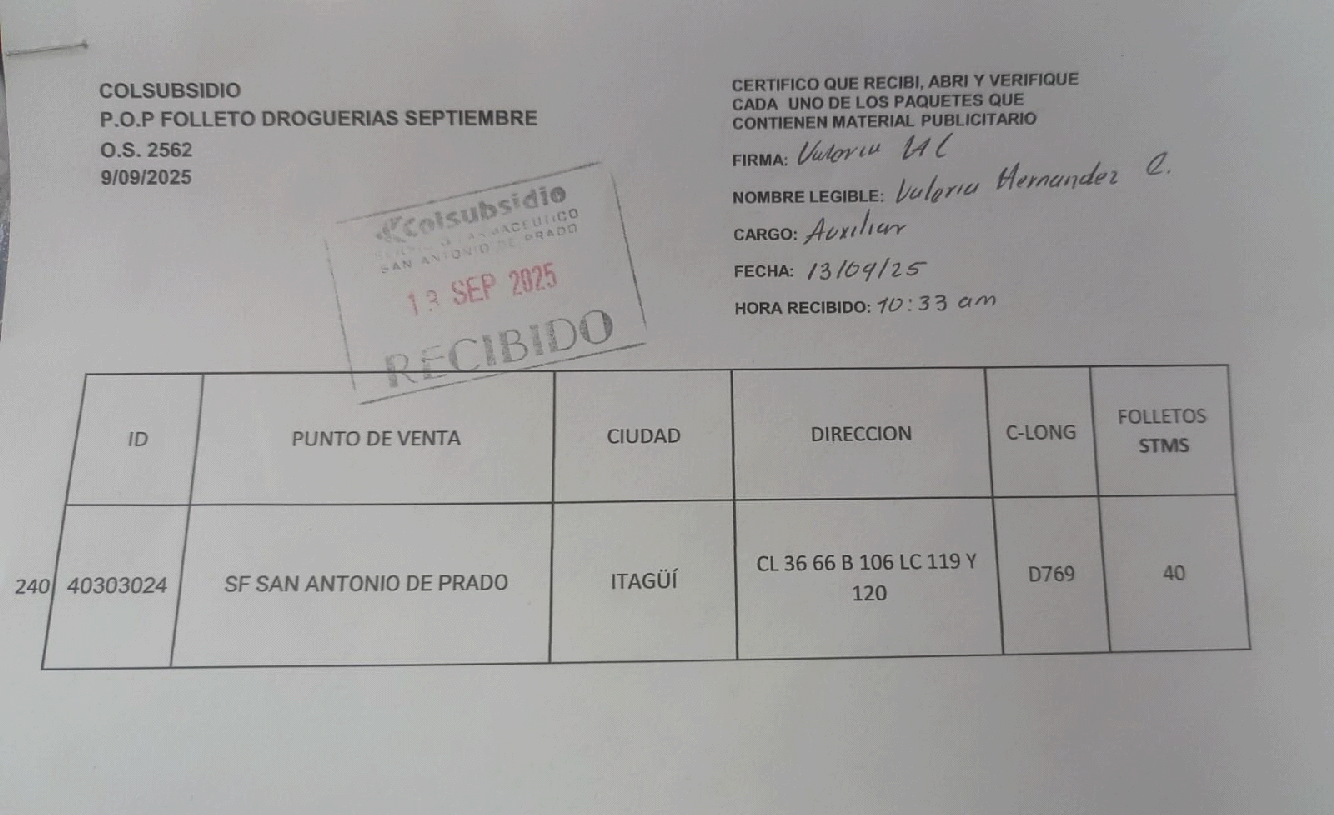 COLSUBSIDIO
P.O.P FOLLETO DROGUERIAS SEPTIEMBRE
O.S. 2562
9/09/2025
CERTIFICO QUE RECIBI, ABRI Y VERIFIQUE
CADA UNO DE LOS PAQUETES QUE
CONTIENEN MATERIAL PUBLICITARIO
FIRMA: Valeria
NOMBRE LEGIBLE: Valeria Hernandez C.
CARGO: Auxiliar
FECHA: 13/09/25
HORA RECIBIDO: 10:33 am
colsubsidio
SAN ANTONIO DE PRADO
13 SEP 2025
RECIBIDO
ID PUNTO DE VENTA CIUDAD DIRECCION C-LONG FOLLETOS
STMS
240 40303024 SF SAN ANTONIO DE PRADO ITAGÜÍ CL 36 66 B 106 LC 119 Y
120 D769 40